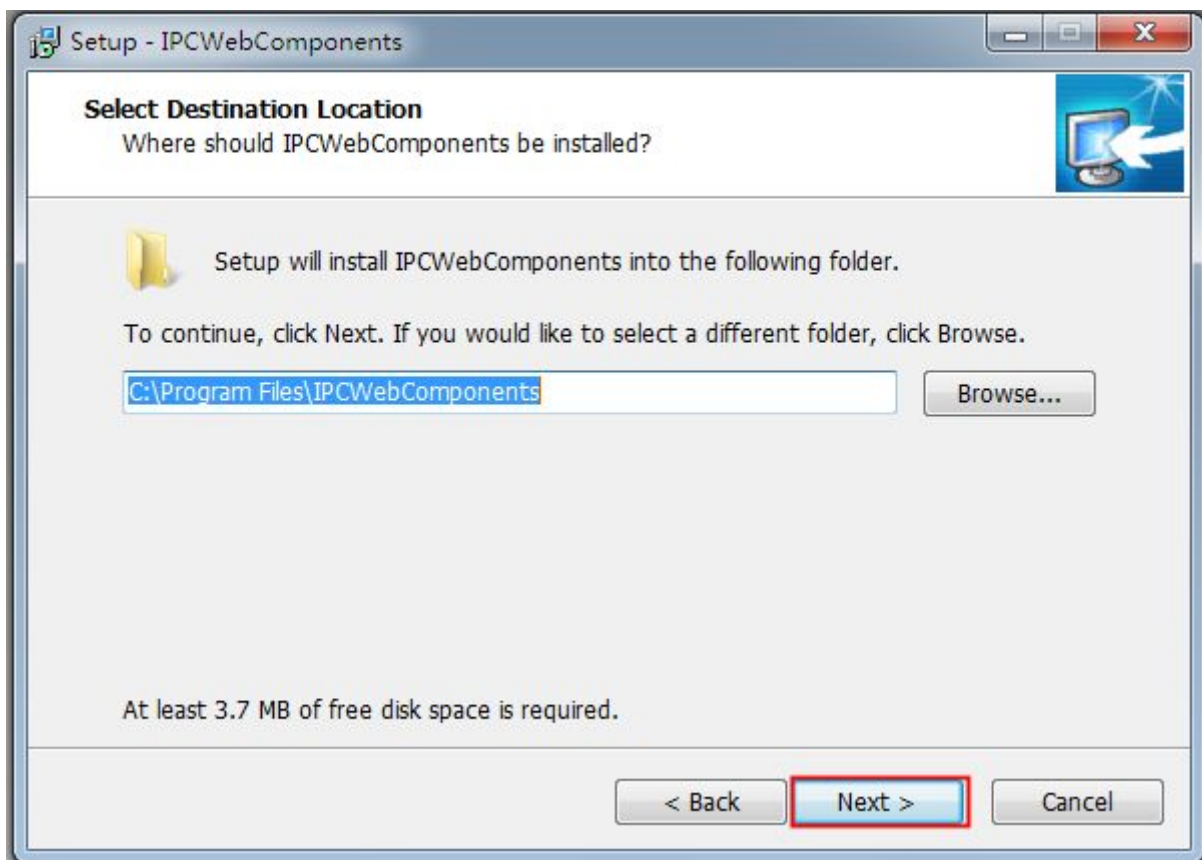 Setup - IPCWebComponents
Select Destination Location
Where should IPCWebComponents be installed?
Setup will install IPCWebComponents into the following folder.
To continue, click Next. If you would like to select a different folder, click Browse.
C:\Program Files\IPCWebComponents
Browse...
At least 3.7 MB of free disk space is required.
< Back Next > Cancel